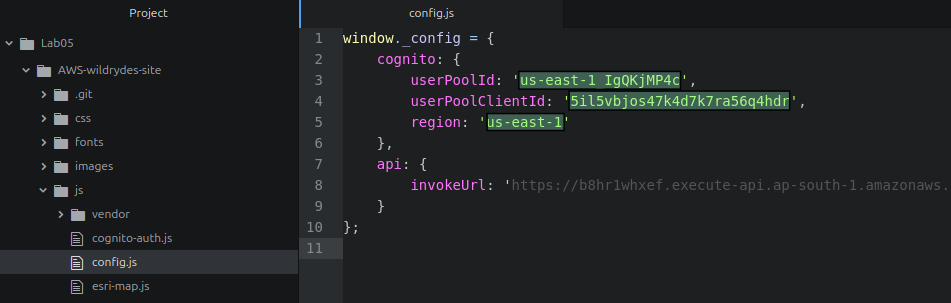 Project
Lab05
AWS-wildrydes-site
.git
css
fonts
images
js
vendor
cognito-auth.js
config.js
esri-map.js
config.js
1 window._config = {
2 cognito: {
3 userPoolId: 'us-east-1_IgQKjMP4c',
4 userPoolClientId: '5il5vbjos47k4d7k7ra56q4hdr',
5 region: 'us-east-1'
6 },
7 api: {
8 invokeUrl: 'https://b8hr1whxef.execute-api.ap-south-1.amazonaws.
9 }
10 };
11